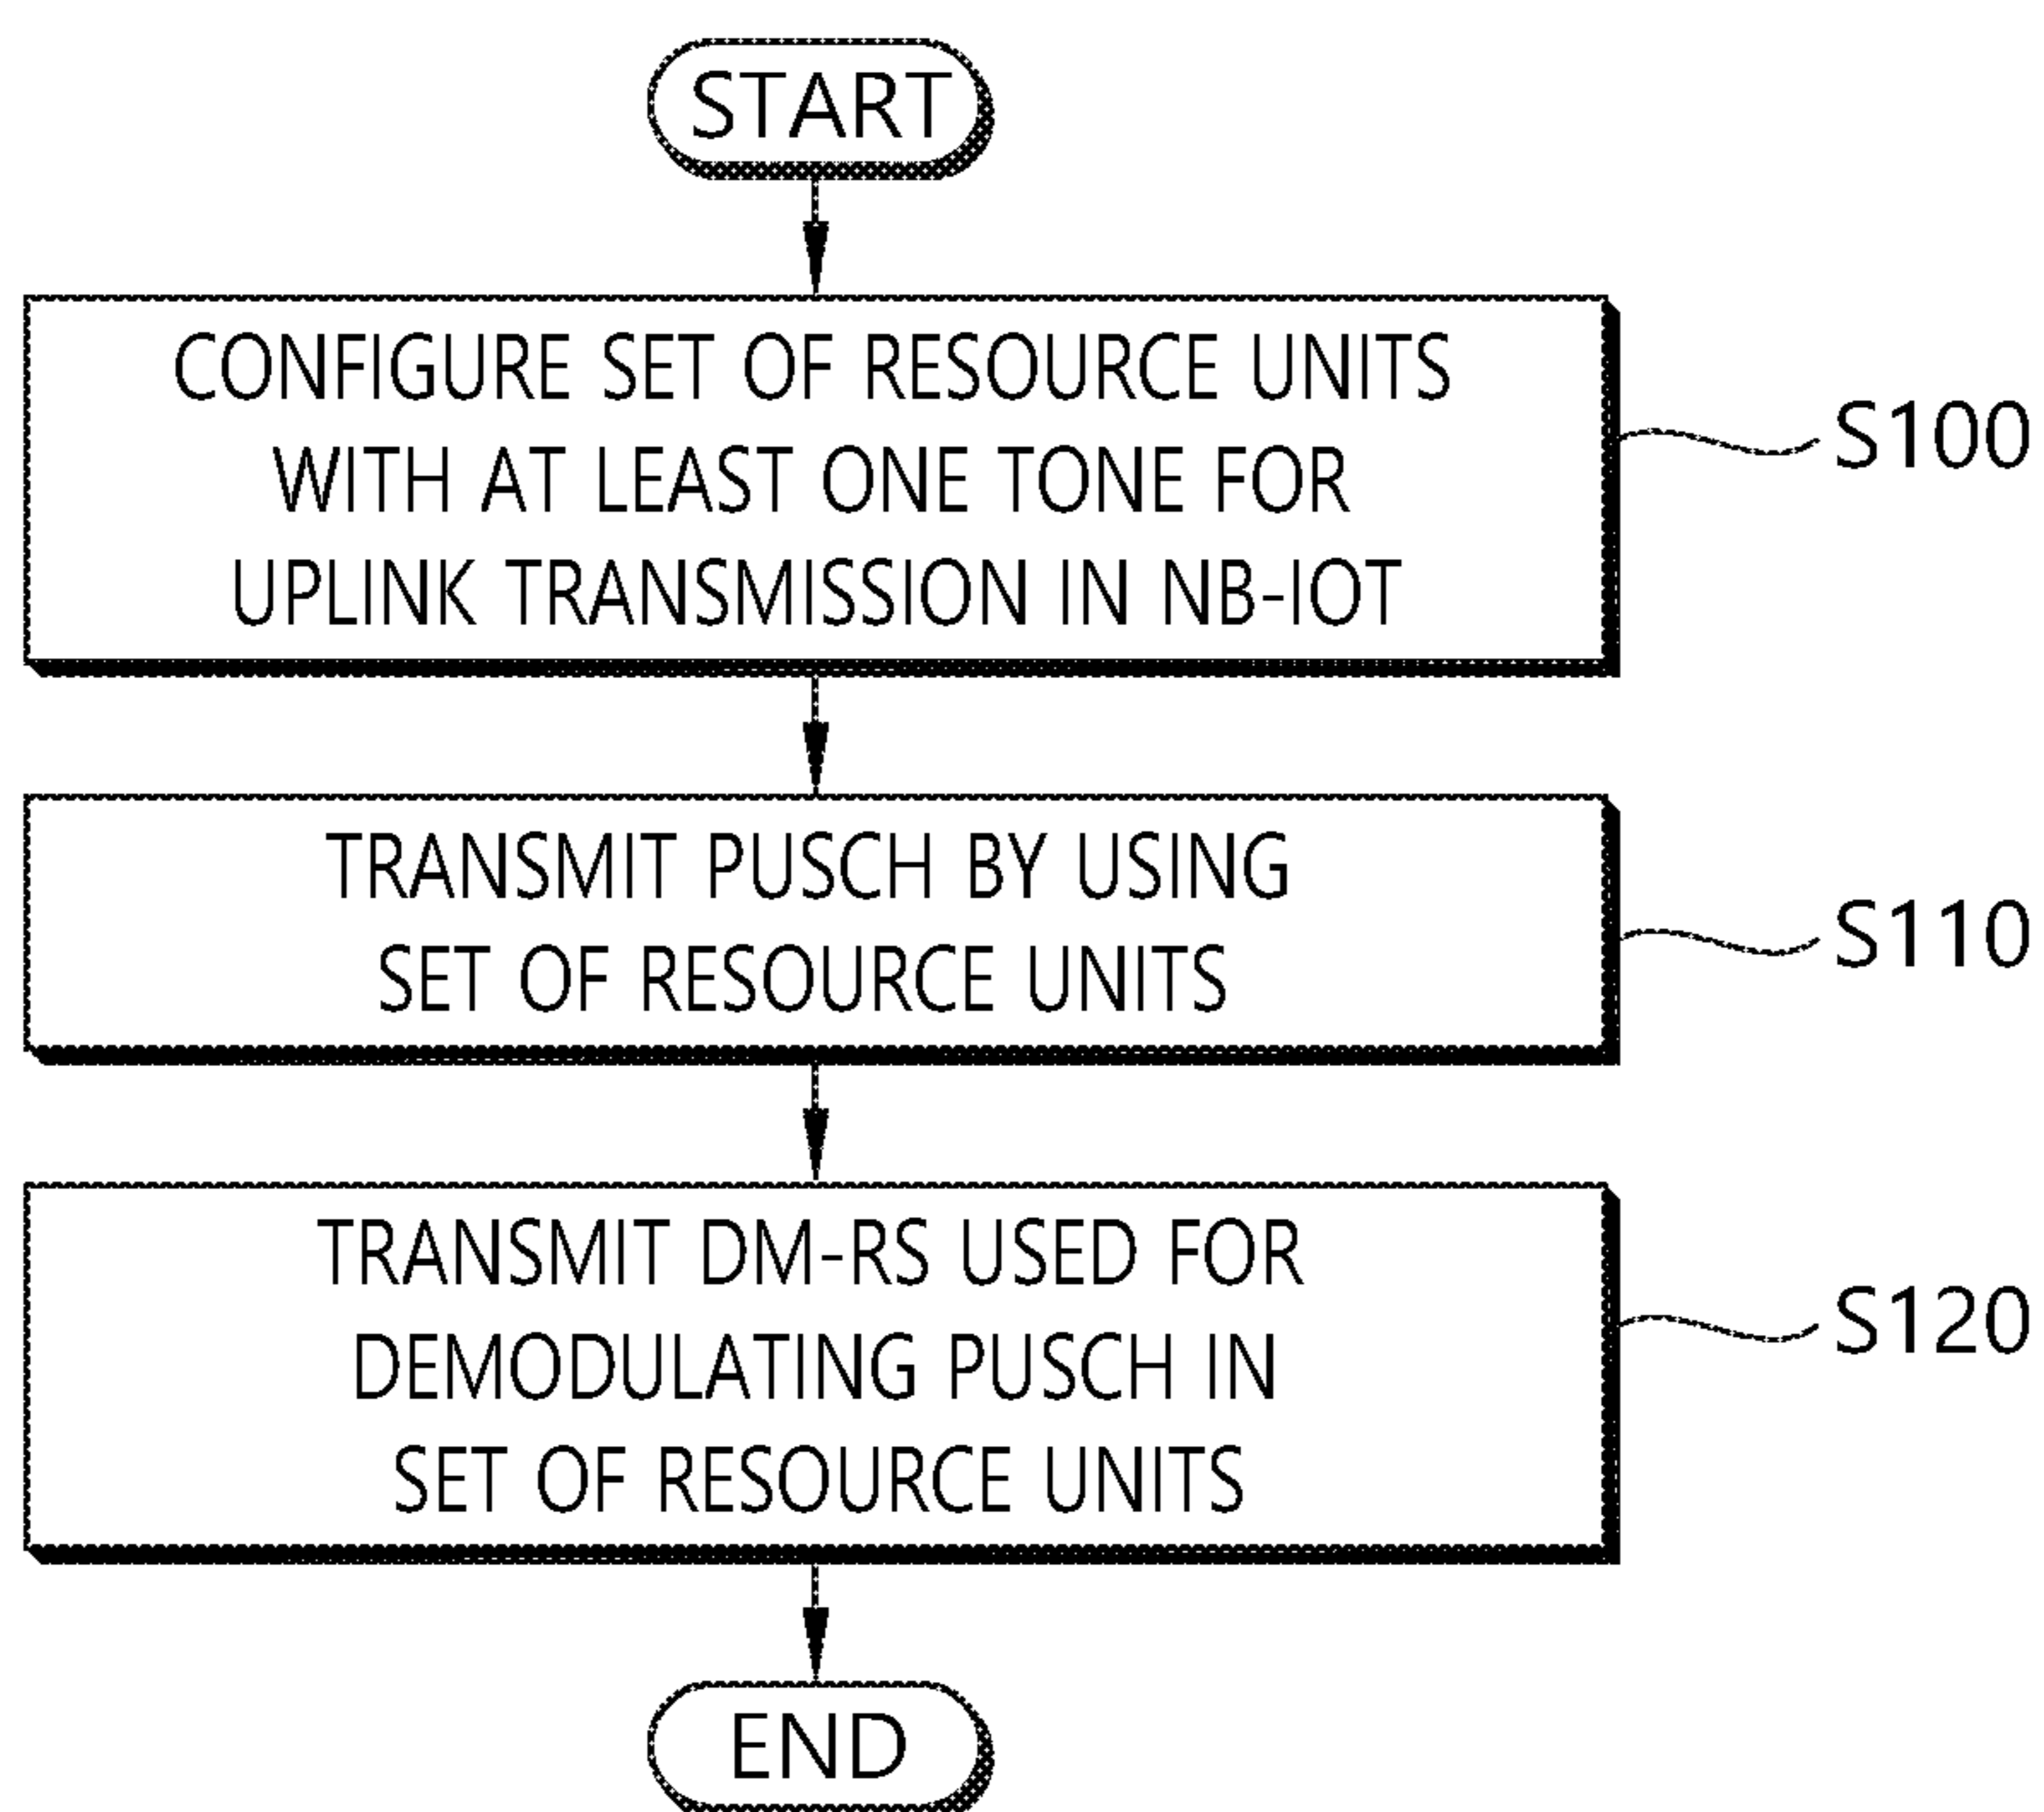 START
CONFIGURE SET OF RESOURCE UNITS
WITH AT LEAST ONE TONE FOR
UPLINK TRANSMISSION IN NB-IOT
S100
TRANSMIT PUSCH BY USING
SET OF RESOURCE UNITS
S110
TRANSMIT DM-RS USED FOR
DEMODULATING PUSCH IN
SET OF RESOURCE UNITS
S120
END